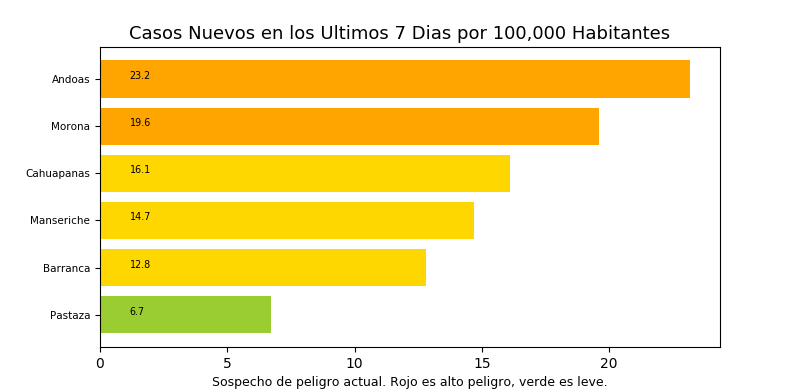 Casos Nuevos en los Ultimos 7 Dias por 100,000 Habitantes
Andoas 23.2
Morona 19.6
Cahuapanas 16.1
Manseriche 14.7
Barranca 12.8
Pastaza 6.7
0 5 10 15 20
Sospecho de peligro actual. Rojo es alto peligro, verde es leve.